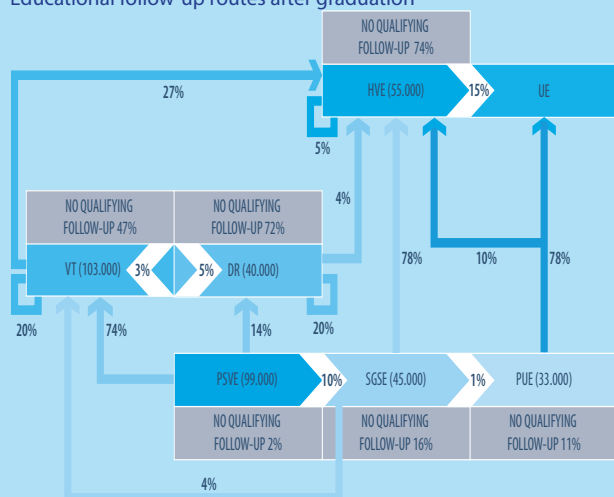 Educational follow-up routes after graduation
NO QUALIFYING
FOLLOW-UP 74%
HVE (55.000)
15%
UE
27%
5%
4%
NO QUALIFYING
FOLLOW-UP 47%
NO QUALIFYING
FOLLOW-UP 72%
VT (103.000)
3%
5%
DR (40.000)
78%
10%
78%
20%
74%
14%
20%
PSVE (99.000)
10%
SGSE (45.000)
1%
PUE (33.000)
NO QUALIFYING
FOLLOW-UP 2%
NO QUALIFYING
FOLLOW-UP 16%
NO QUALIFYING
FOLLOW-UP 11%
4%